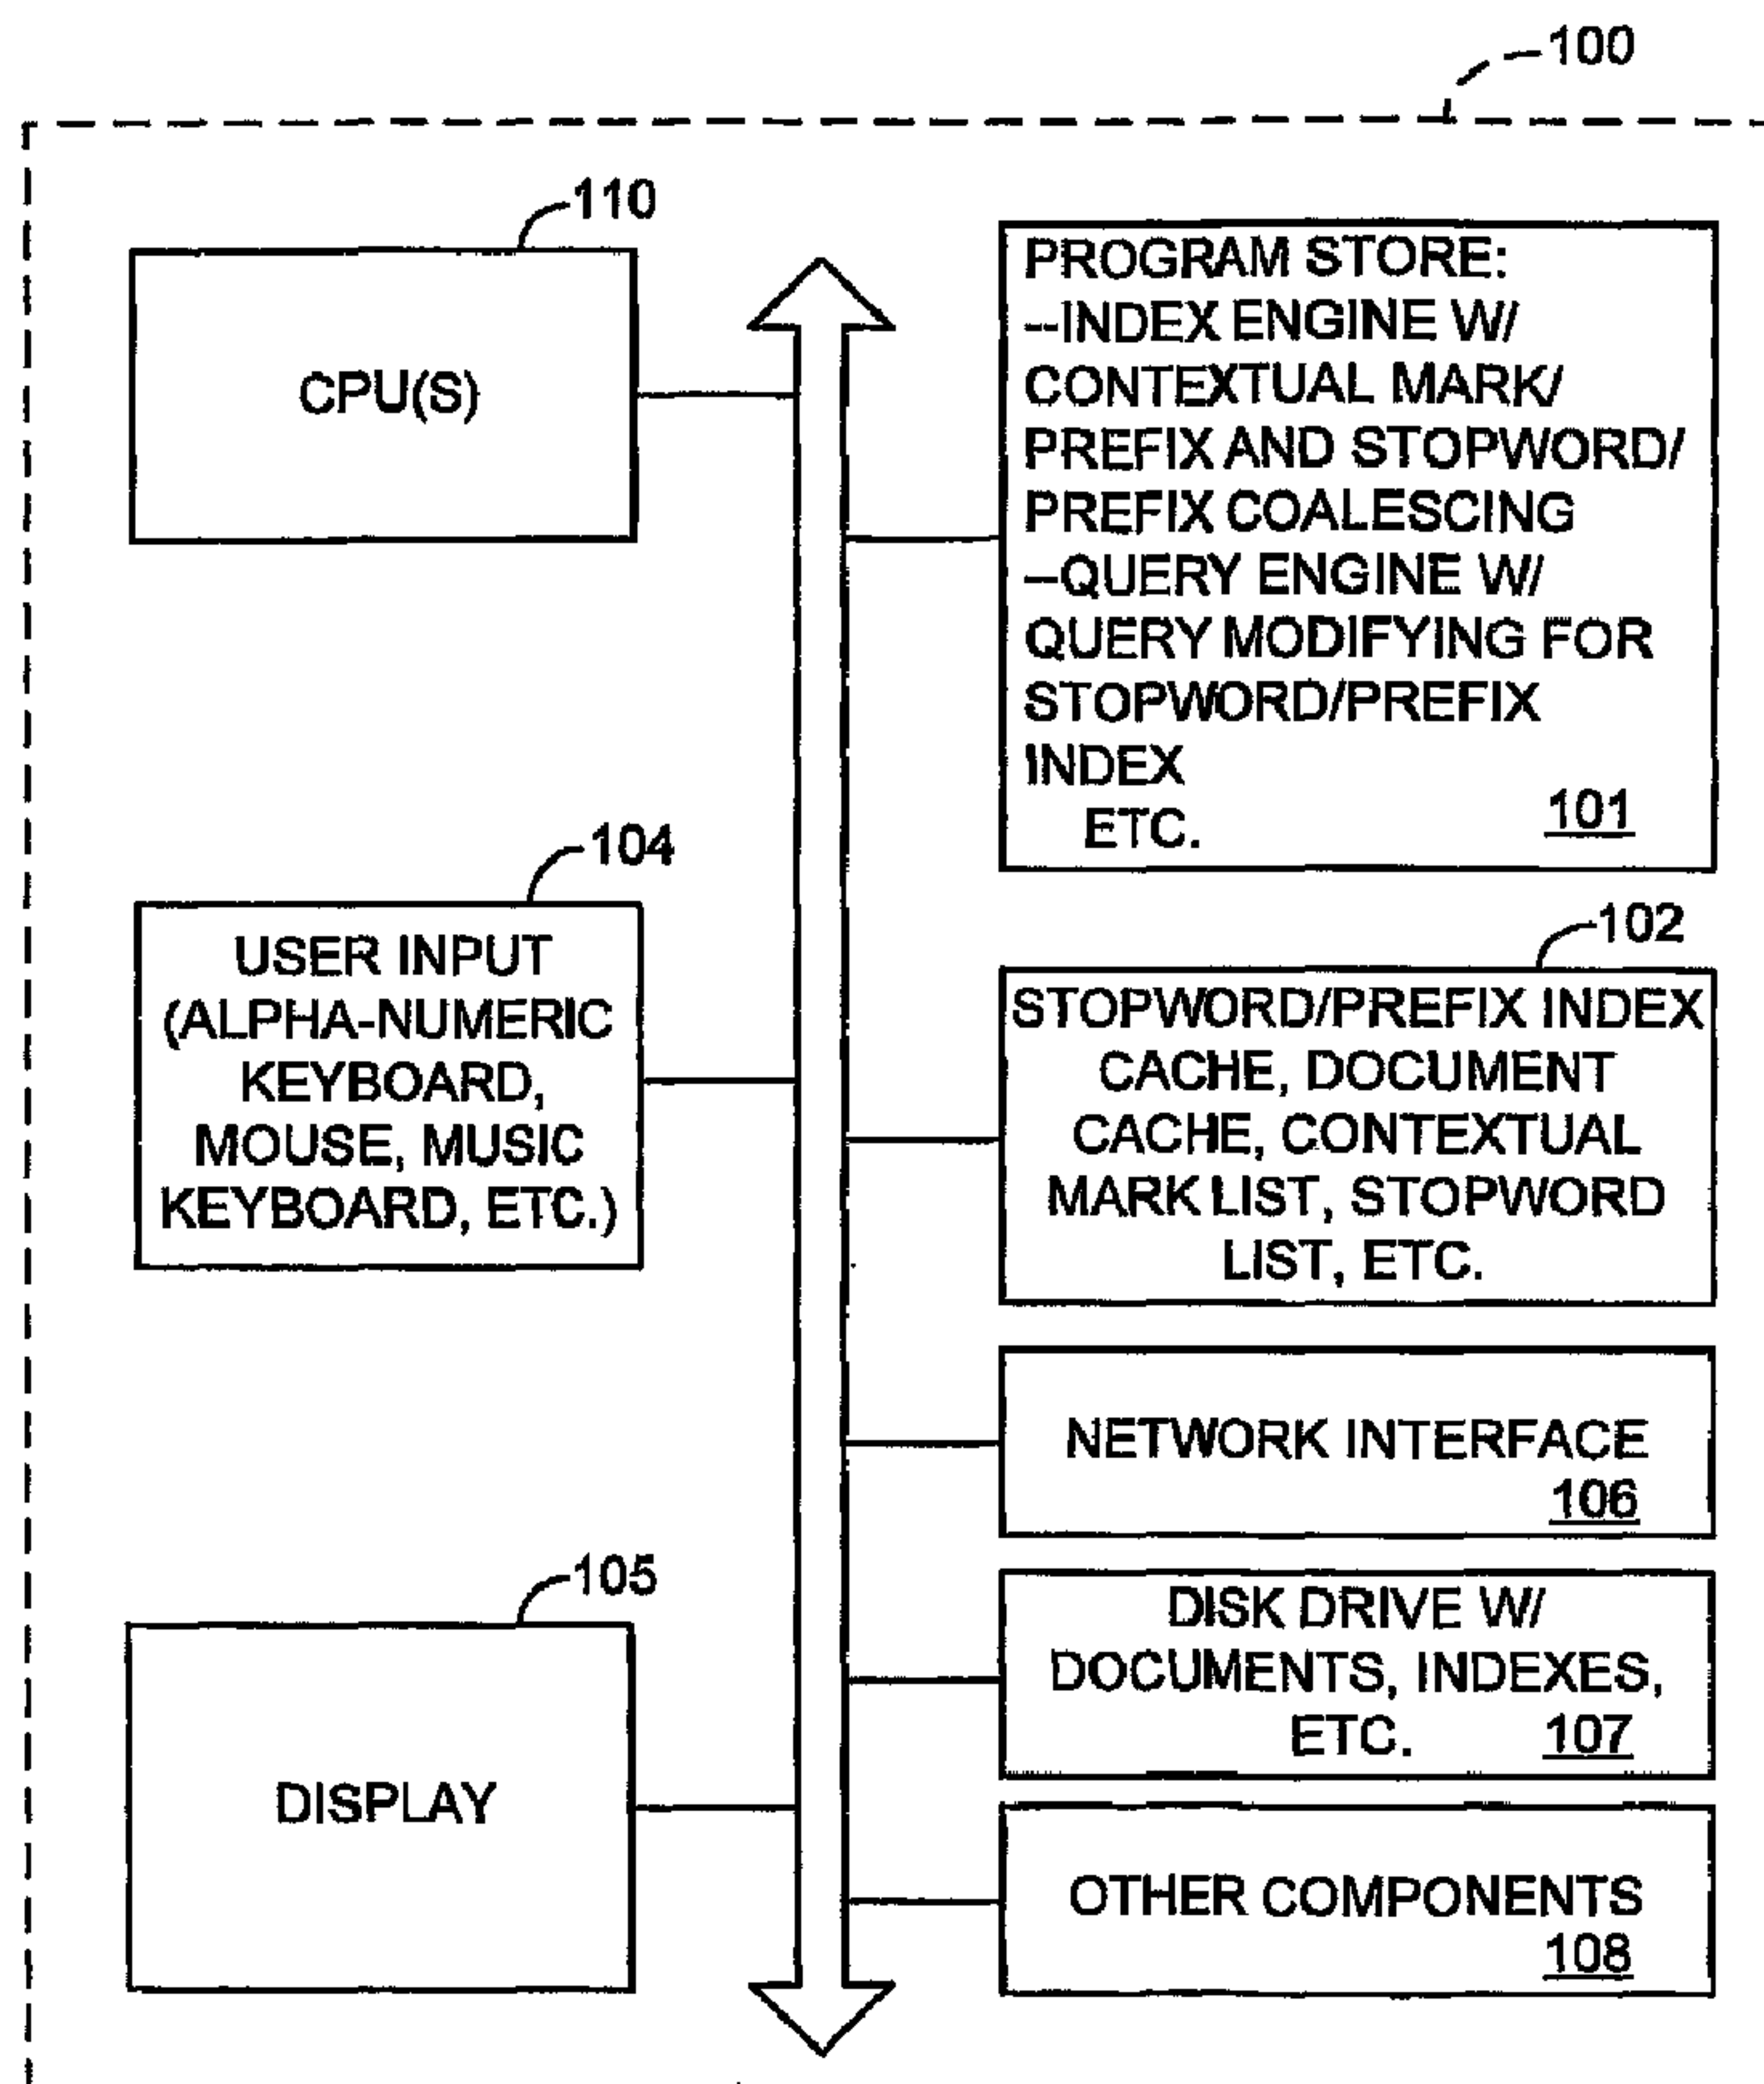 100
110
CPU(S)
PROGRAM STORE:
--INDEX ENGINE W/
CONTEXTUAL MARK/
PREFIX AND STOPWORD/
PREFIX COALESCING
--QUERY ENGINE W/
QUERY MODIFYING FOR
STOPWORD/PREFIX
INDEX
ETC.
101
104
USER INPUT
(ALPHA-NUMERIC
KEYBOARD,
MOUSE, MUSIC
KEYBOARD, ETC.)
102
STOPWORD/PREFIX INDEX
CACHE, DOCUMENT
CACHE, CONTEXTUAL
MARK LIST, STOPWORD
LIST, ETC.
NETWORK INTERFACE
106
105
DISPLAY
DISK DRIVE W/
DOCUMENTS, INDEXES,
ETC. 107
OTHER COMPONENTS
108